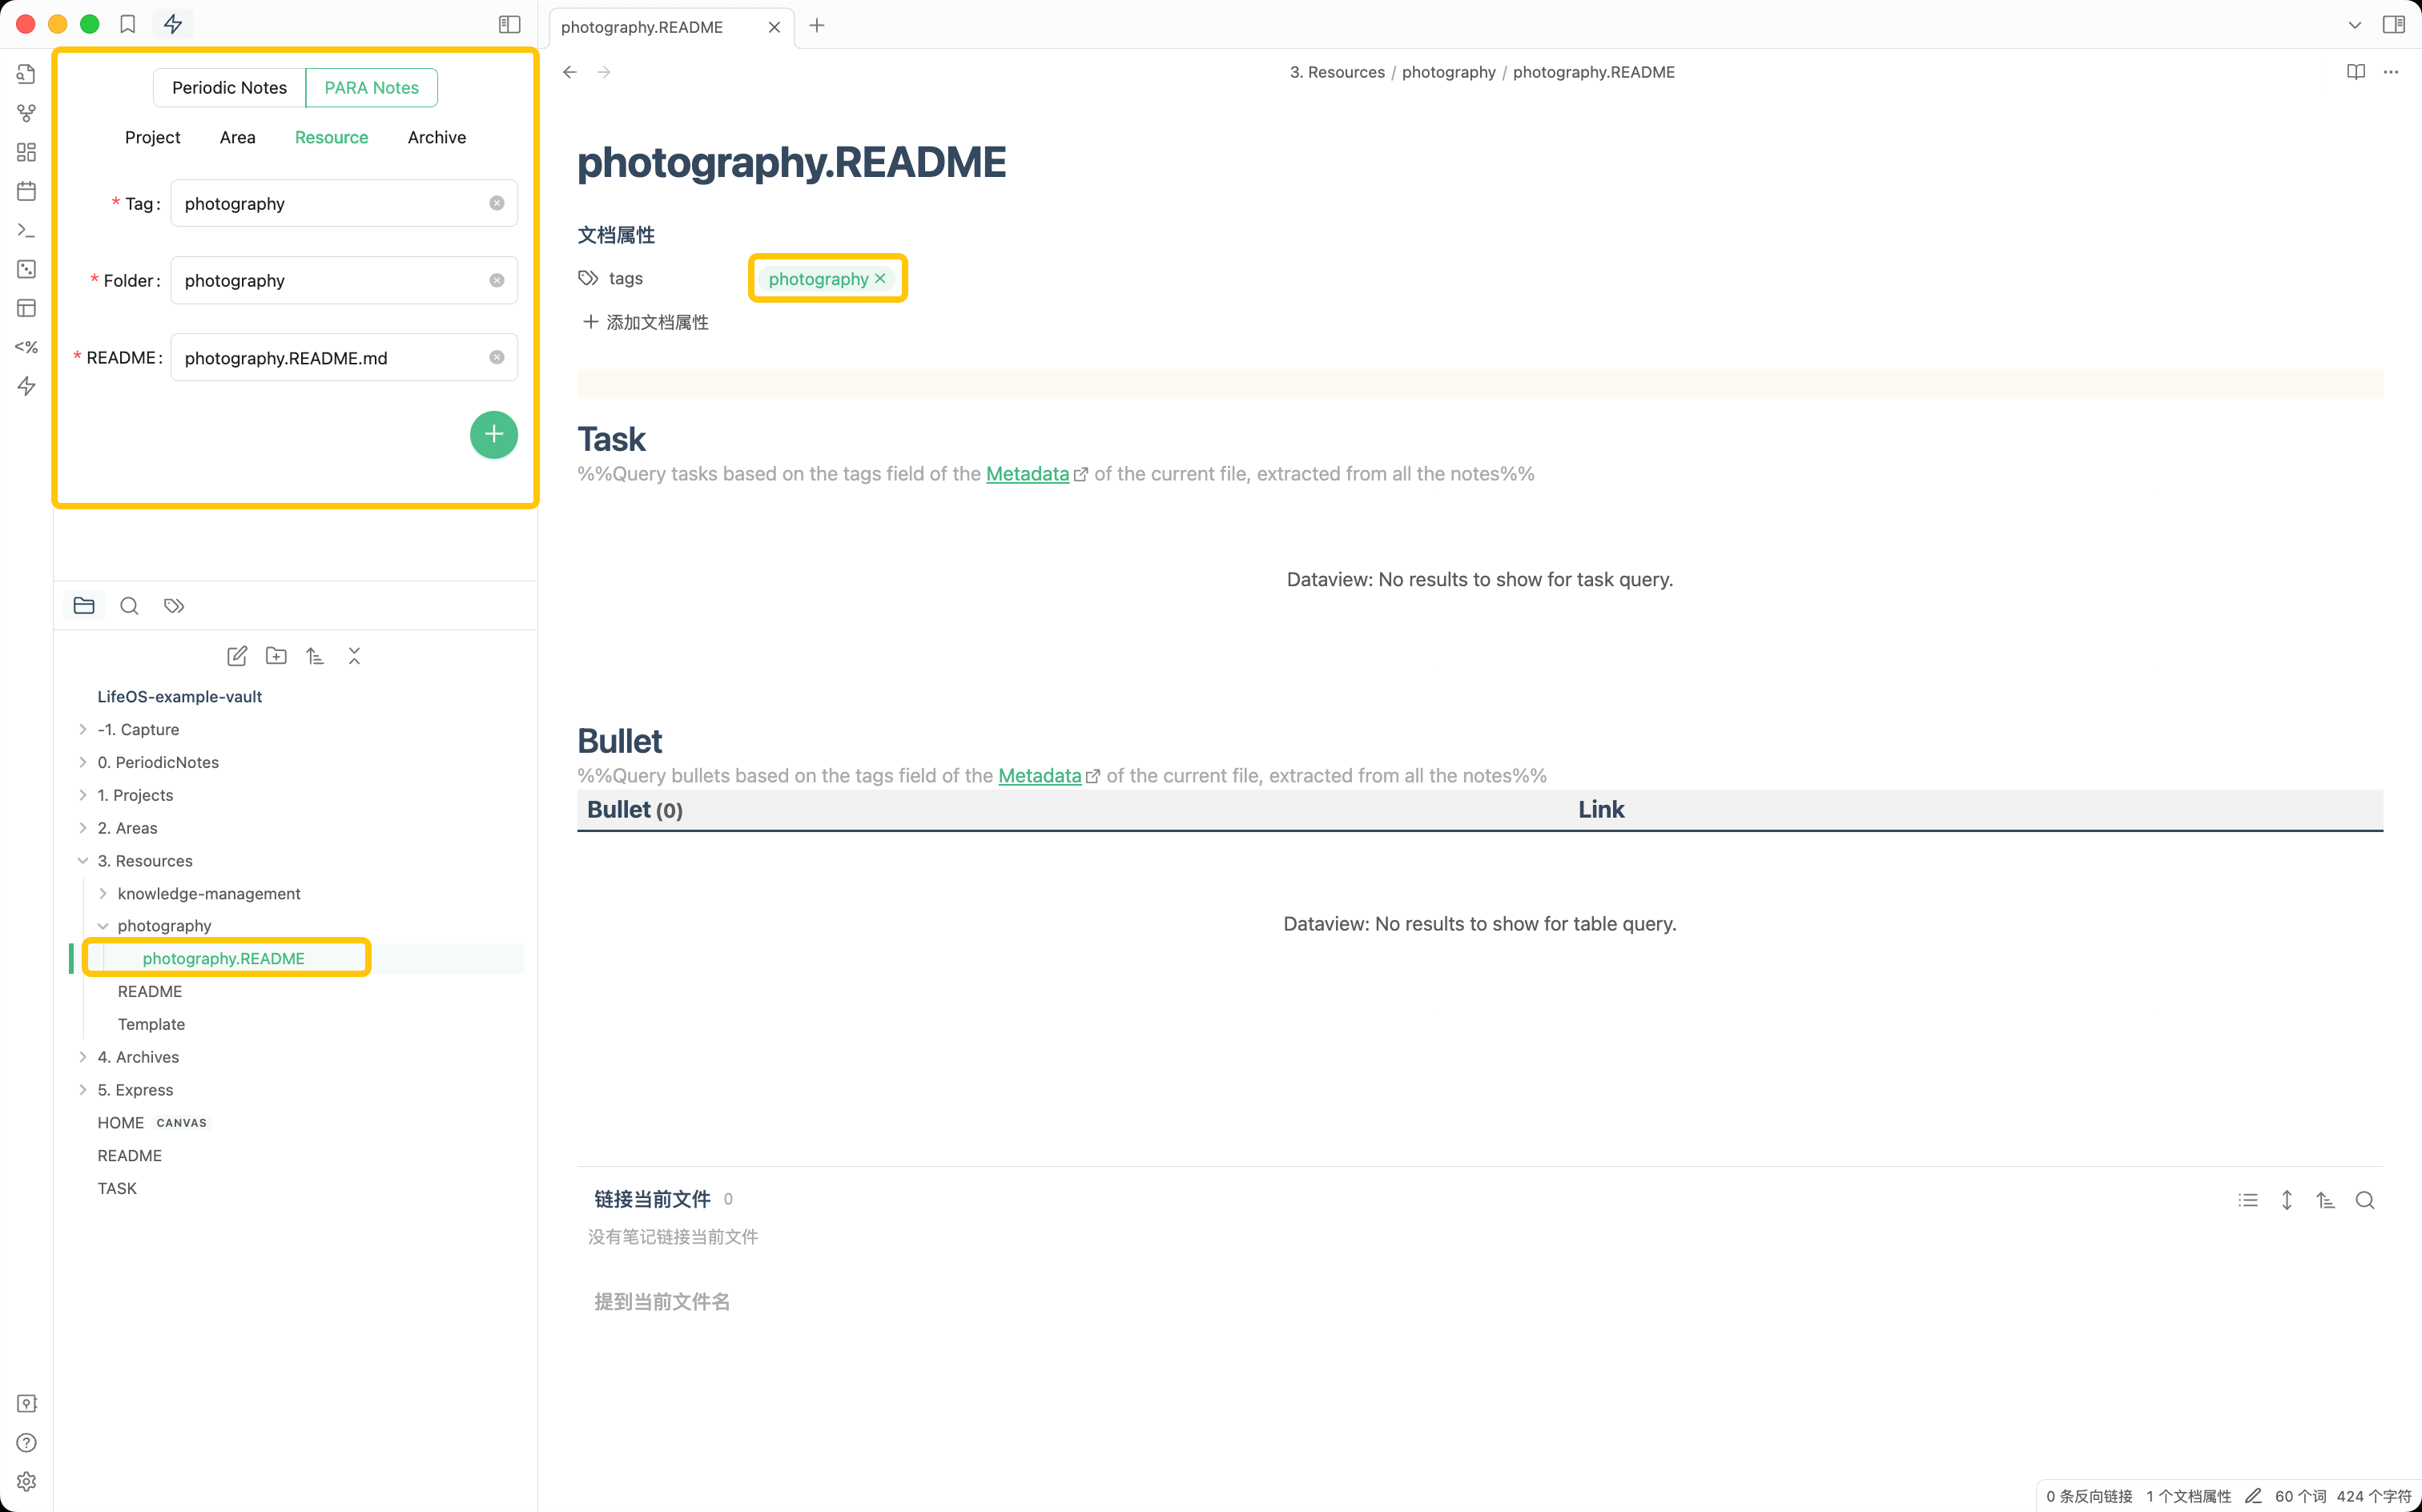 photography.README
Periodic Notes PARA Notes
Project Area Resource Archive
* Tag: photography
* Folder: photography
* README: photography.README.md
LifeOS-example-vault
-1. Capture
0. PeriodicNotes
1. Projects
2. Areas
3. Resources
knowledge-management
photography
photography.README
README
Template
4. Archives
5. Express
HOME CANVAS
README
TASK
3. Resources / photography / photography.README
photography.README
文档属性
tags photography
添加文档属性
Task
%%Query tasks based on the tags field of the Metadata of the current file, extracted from all the notes%%
Dataview: No results to show for task query.
Bullet
%%Query bullets based on the tags field of the Metadata of the current file, extracted from all the notes%%
Bullet (0) Link
Dataview: No results to show for table query.
链接当前文件 0
没有笔记链接当前文件
提到当前文件名
0 条反向链接 1 个文档属性 60 个词 424 个字符